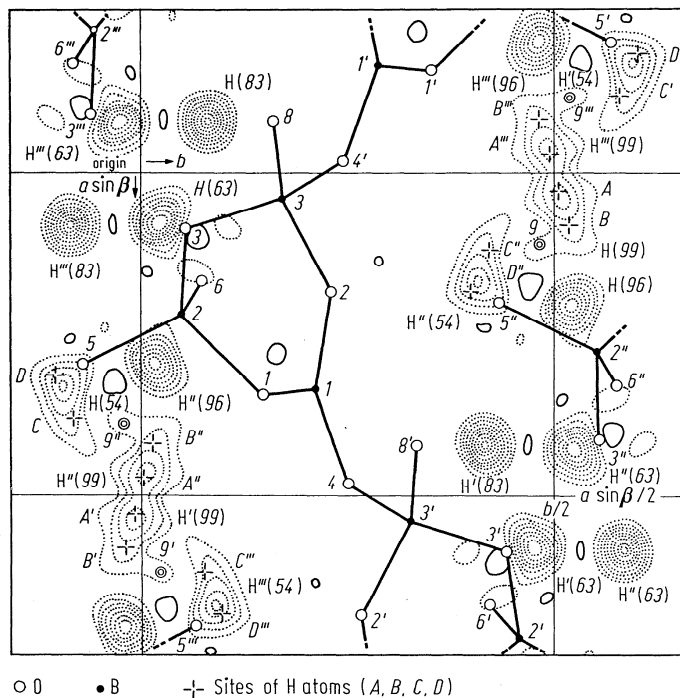 2''' 5'
6''' D
1' 1' H'''(96) H'(54) C'
H(83) 8 B''' 9'''
3''' A''' H'''(99)
H'''(63) 4'
origin → b
a sin β ↓ H(63) 3 A
3 B
9 H(99)
H'''(83) C''
6 2 D'' H(96)
2 H''(54) 5''
5 2''
D 1 1 6''
H(54) H''(96)
C 9'' B'' 8'
3''
H''(99) A'' 4 H'(83) H''(63)
b/2 a sin β/2
A' H'(99) 3' 3'
B' 9' C''' H'(63) H''(63)
H'''(54)
D''' 2' 6'
5''' 2'
○ O ● B -¦- Sites of H atoms (A, B, C, D)